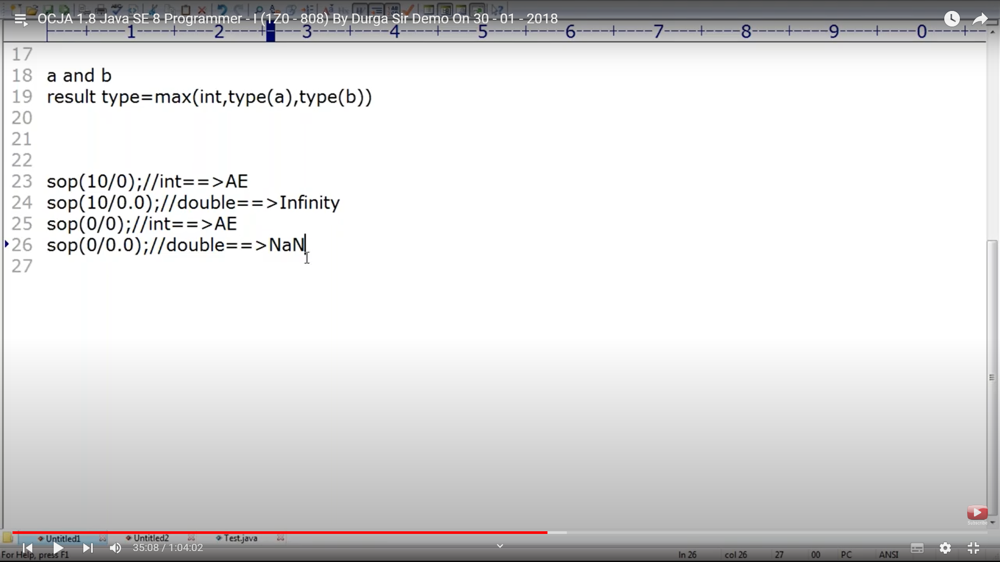 OCJA 1.8 Java SE 8 Programmer - I (1Z0 - 808) By Durga Sir Demo On 30 - 01 - 2018
----+----1----+----2----+----3----+----4----+----5----+----6----+----7----+----8----+----9----+----0----+--
17
18 a and b
19 result type=max(int,type(a),type(b))
20
21
22
23 sop(10/0);//int==>AE
24 sop(10/0.0);//double==>Infinity
25 sop(0/0);//int==>AE
26 sop(0/0.0);//double==>NaN
27
Subscribe
Untitled1 Untitled2 Test.java
35:08 / 1:04:02
For Help, press F1 ln 26 col 26 27 00 PC ANSI